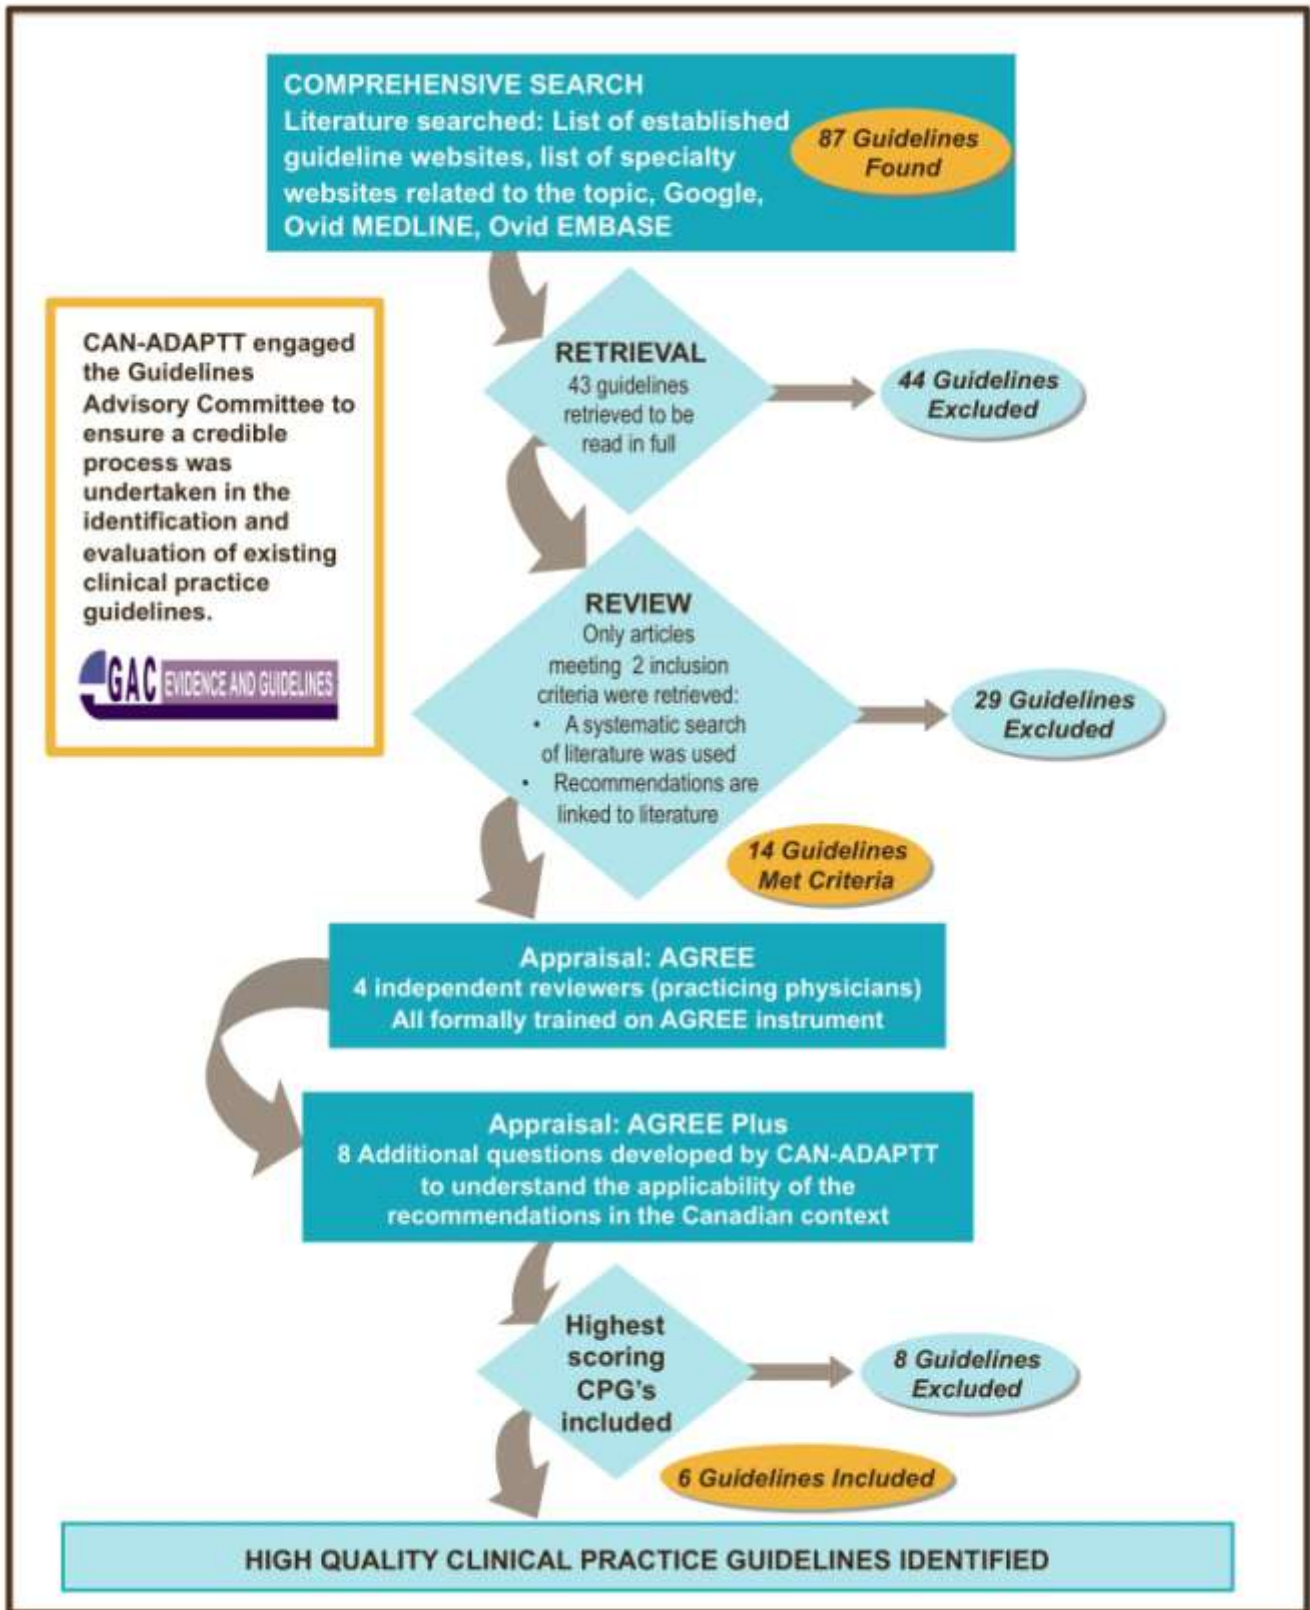 COMPREHENSIVE SEARCH
Literature searched: List of established
guideline websites, list of specialty
websites related to the topic, Google,
Ovid MEDLINE, Ovid EMBASE
87 Guidelines
Found
CAN-ADAPTT engaged
the Guidelines
Advisory Committee to
ensure a credible
process was
undertaken in the
identification and
evaluation of existing
clinical practice
guidelines.
GAC EVIDENCE AND GUIDELINES
RETRIEVAL
43 guidelines
retrieved to be
read in full
44 Guidelines
Excluded
REVIEW
Only articles
meeting 2 inclusion
criteria were retrieved:
• A systematic search
of literature was used
• Recommendations are
linked to literature
29 Guidelines
Excluded
14 Guidelines
Met Criteria
Appraisal: AGREE
4 independent reviewers (practicing physicians)
All formally trained on AGREE instrument
Appraisal: AGREE Plus
8 Additional questions developed by CAN-ADAPTT
to understand the applicability of the
recommendations in the Canadian context
Highest
scoring
CPG's
included
8 Guidelines
Excluded
6 Guidelines Included
HIGH QUALITY CLINICAL PRACTICE GUIDELINES IDENTIFIED